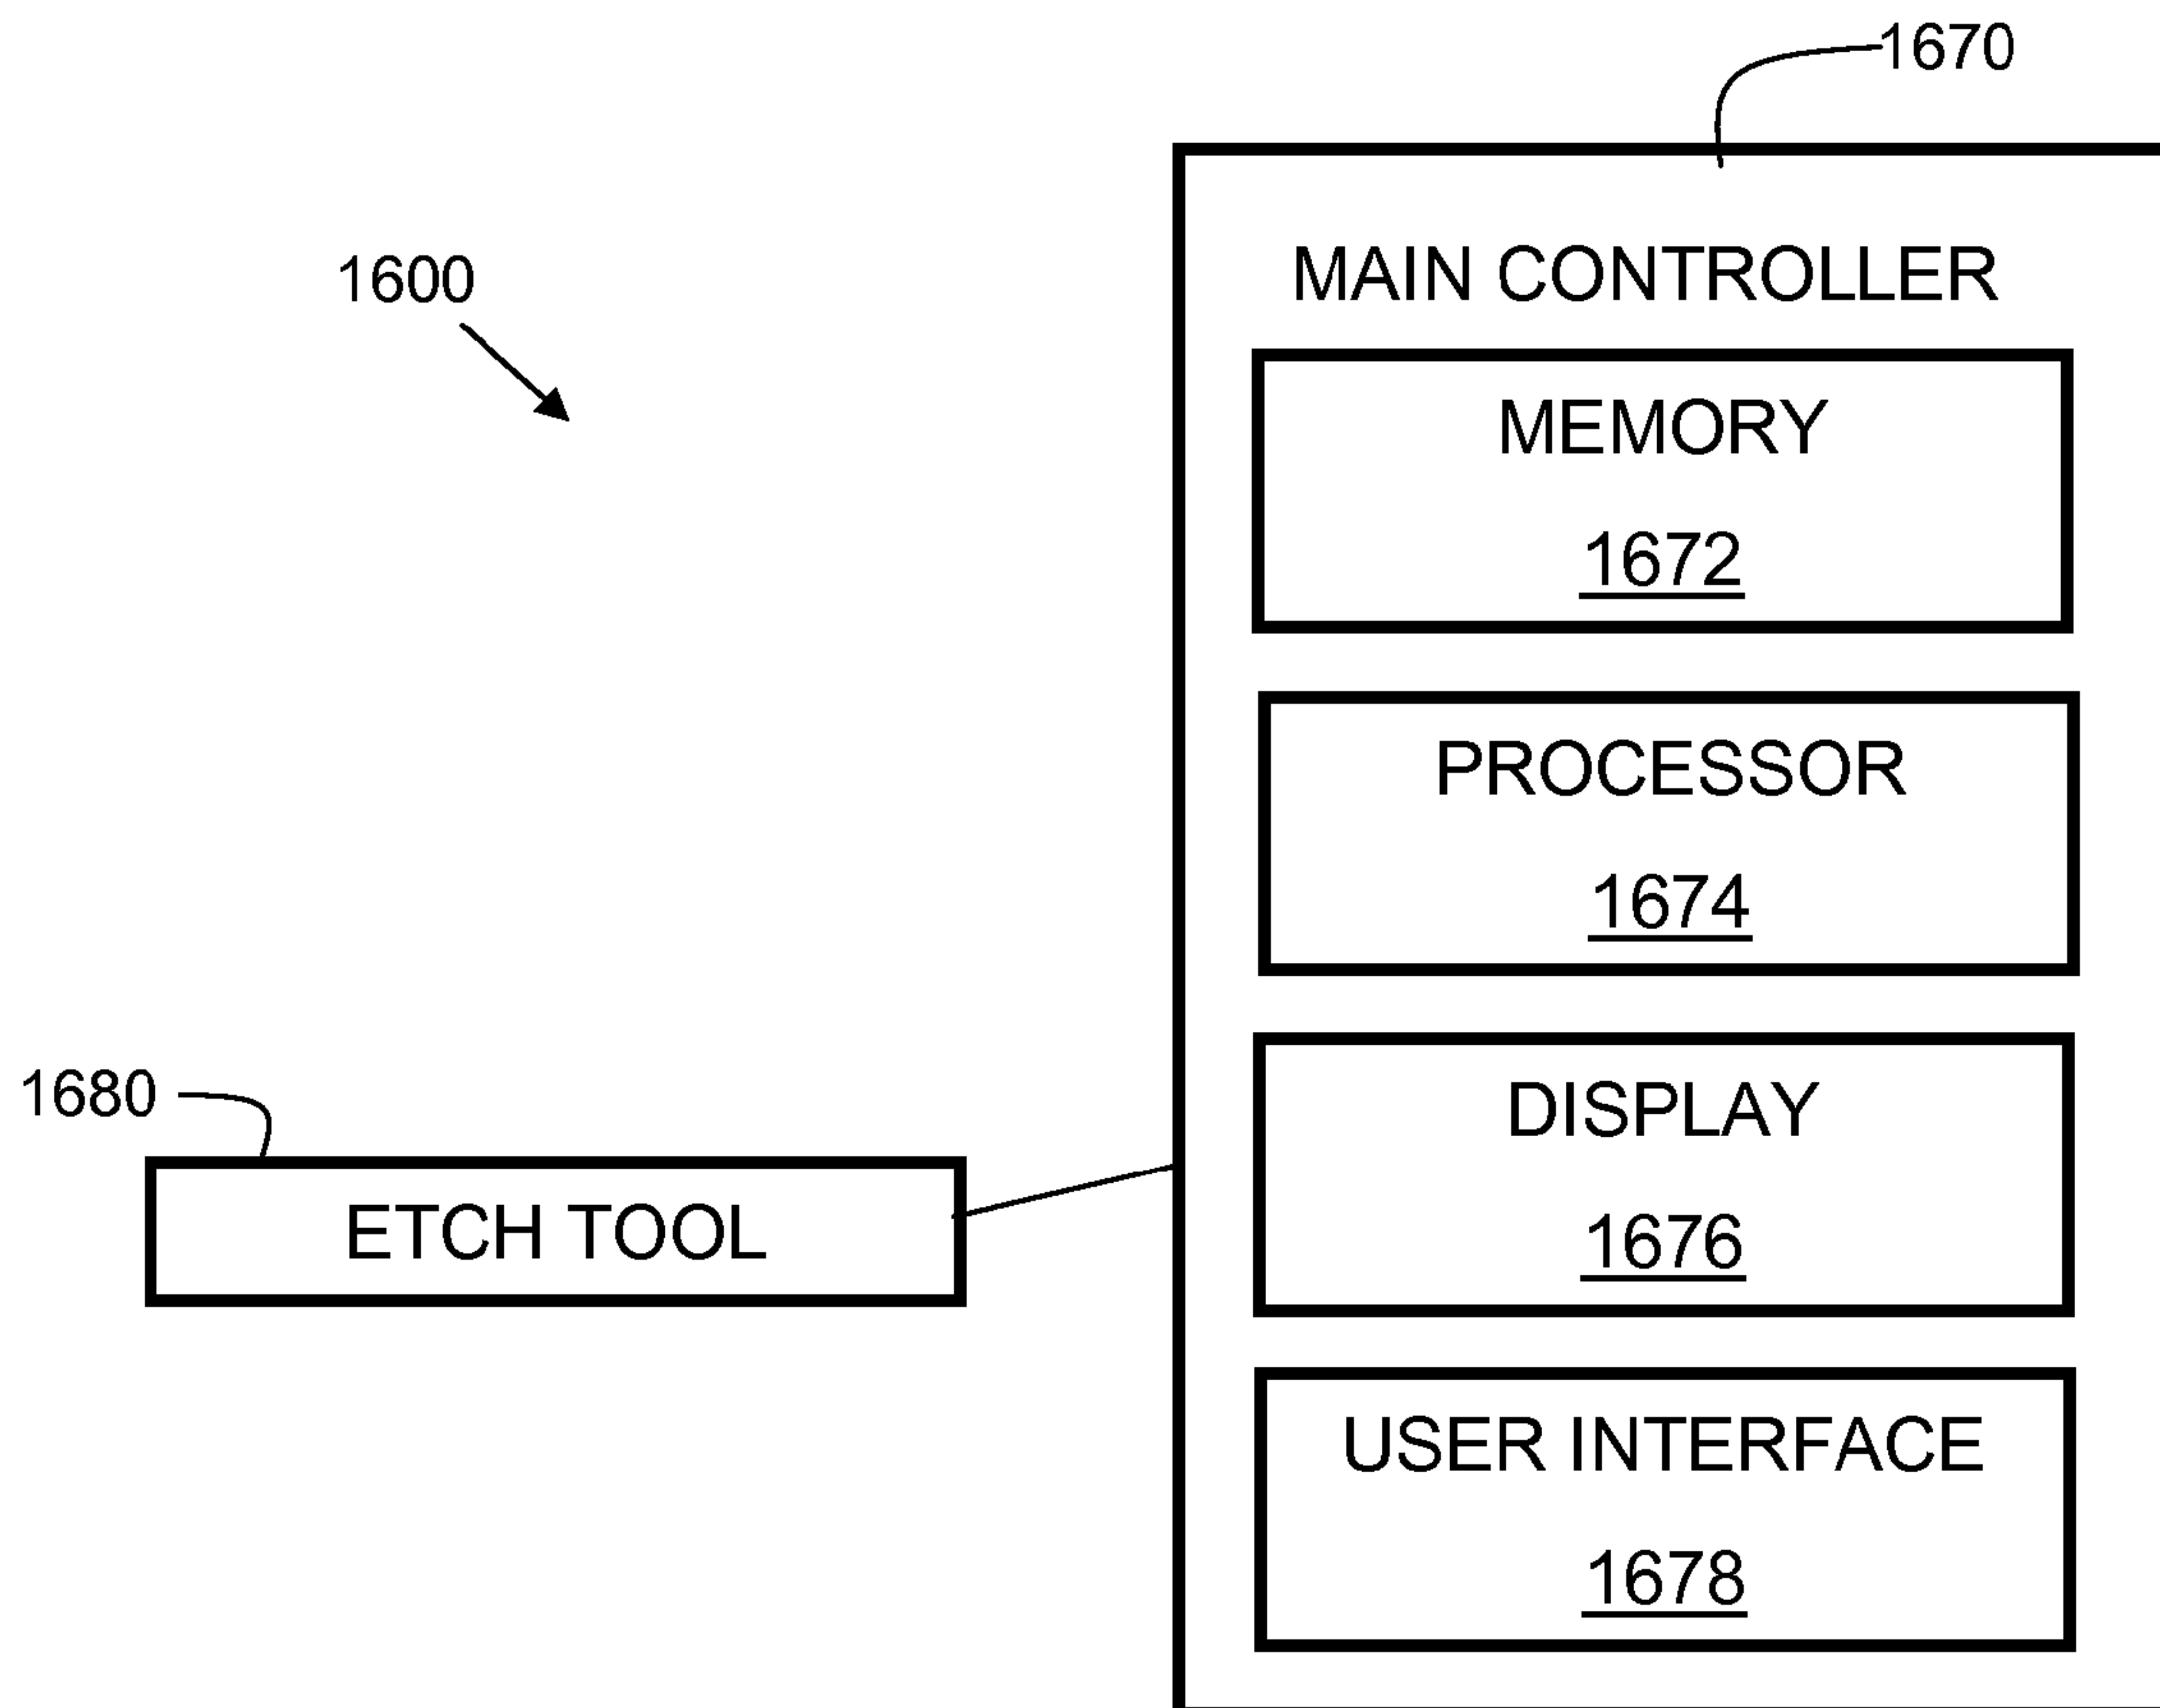 1670
1600
MAIN CONTROLLER
MEMORY
1672
PROCESSOR
1674
1680
ETCH TOOL
DISPLAY
1676
USER INTERFACE
1678